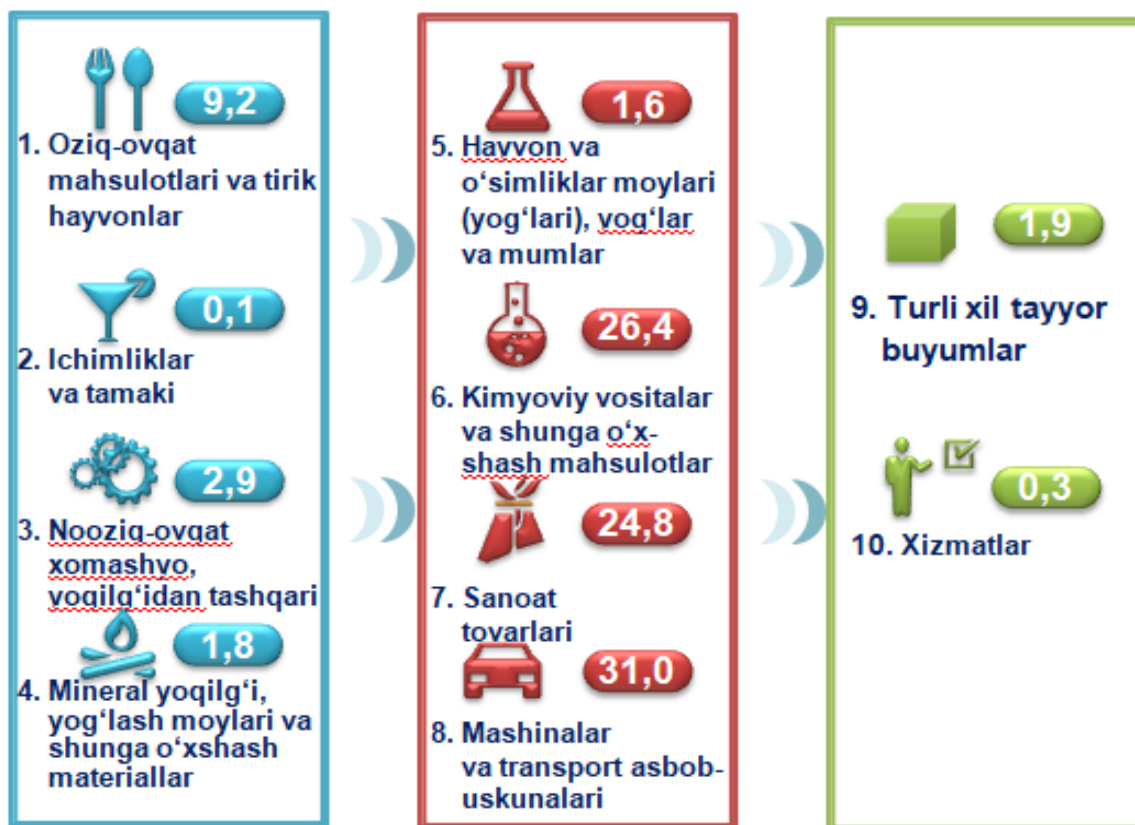 9,2
1. Oziq-ovqat
mahsulotlari va tirik
hayvonlar
0,1
2. Ichimliklar
va tamaki
2,9
3. Nooziq-ovqat
xomashyo,
yoqilg‘idan tashqari
1,8
4. Mineral yoqilg‘i,
yog‘lash moylari va
shunga o‘xshash
materiallar
1,6
5. Hayvon va
o‘simliklar moylari
(yog‘lari), yog‘lar
va mumlar
26,4
6. Kimyoviy vositalar
va shunga o‘x-
shash mahsulotlar
24,8
7. Sanoat
tovarlari
31,0
8. Mashinalar
va transport asbob-
uskunalari
1,9
9. Turli xil tayyor
buyumlar
0,3
10. Xizmatlar